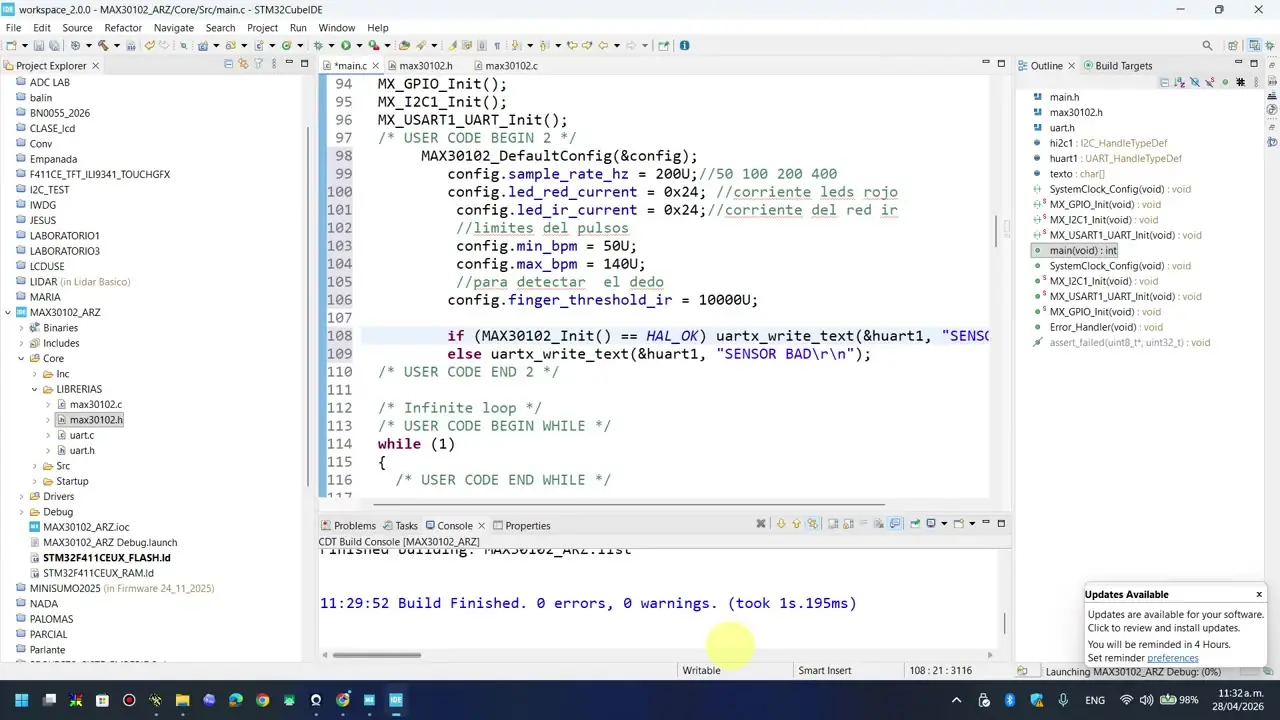 IDE workspace_2.0.0 - MAX30102_ARZ/Core/Src/main.c - STM32CubeIDE
File Edit Source Refactor Navigate Search Project Run Window Help
Project Explorer
ADC LAB
balin
BN0055_2026
CLASE_lcd
Conv
Empanada
F411CE_TFT_ILI9341_TOUCHGFX
I2C_TEST
IWDG
JESUS
LABORATORIO1
LABORATORIO3
LCDUSE
LIDAR (in Lidar Basico)
MARIA
MAX30102_ARZ
Binaries
Includes
Core
Inc
LIBRERIAS
max30102.c
max30102.h
uart.c
uart.h
Src
Startup
Drivers
Debug
MAX30102_ARZ.ioc
MAX30102_ARZ Debug.launch
STM32F411CEUX_FLASH.ld
STM32F411CEUX_RAM.ld
MINISUMO2025 (in Firmware 24_11_2025)
NADA
PALOMAS
PARCIAL
Parlante
*main.c max30102.h max30102.c
94 MX_GPIO_Init();
95 MX_I2C1_Init();
96 MX_USART1_UART_Init();
97 /* USER CODE BEGIN 2 */
98 MAX30102_DefaultConfig(&config);
99 config.sample_rate_hz = 200U;//50 100 200 400
100 config.led_red_current = 0x24; //corriente leds rojo
101 config.led_ir_current = 0x24;//corriente del red ir
102 //limites del pulsos
103 config.min_bpm = 50U;
104 config.max_bpm = 140U;
105 //para detectar el dedo
106 config.finger_threshold_ir = 10000U;
107
108 if (MAX30102_Init() == HAL_OK) uartx_write_text(&huart1, "SENSO
109 else uartx_write_text(&huart1, "SENSOR BAD\r\n");
110 /* USER CODE END 2 */
111
112 /* Infinite loop */
113 /* USER CODE BEGIN WHILE */
114 while (1)
115 {
116 /* USER CODE END WHILE */
117
Problems Tasks Console Properties
CDT Build Console [MAX30102_ARZ]
Finished building: MAX30102_ARZ.list
11:29:52 Build Finished. 0 errors, 0 warnings. (took 1s.195ms)
Outline Build Targets
main.h
max30102.h
uart.h
hi2c1 : I2C_HandleTypeDef
huart1 : UART_HandleTypeDef
texto : char[]
SystemClock_Config(void) : void
MX_GPIO_Init(void) : void
MX_I2C1_Init(void) : void
MX_USART1_UART_Init(void) : void
main(void) : int
SystemClock_Config(void) : void
MX_I2C1_Init(void) : void
MX_USART1_UART_Init(void) : void
MX_GPIO_Init(void) : void
Error_Handler(void) : void
assert_failed(uint8_t*, uint32_t) : void
Updates Available
Updates are available for your software.
Click to review and install updates.
You will be reminded in 4 Hours.
Set reminder preferences
Writable Smart Insert 108 : 21 : 3116 Launching MAX30102_ARZ Debug: (0%)
ENG 98% 11:32 a. m.
28/04/2026